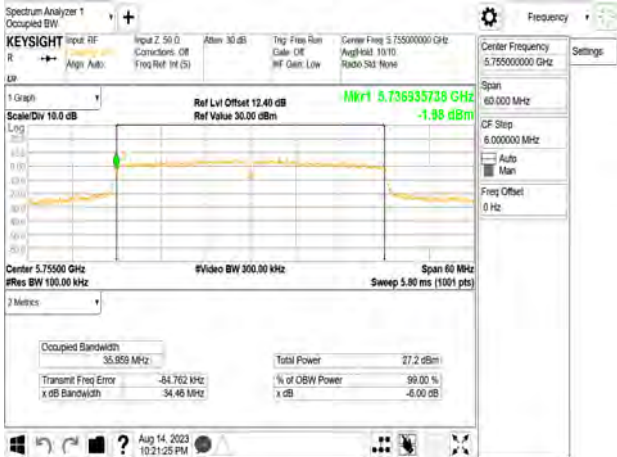 Spectrum Analyzer 1
Occupied BW
+
Frequency
KEYSIGHT
Input: RF
Input Z: 50 Ω
Atten: 30 dB
Trig: Free Run
Center Freq: 5.755000000 GHz
R
Corrections: Off
Gate: Off
Avg|Hold: 10/10
Align: Auto
Freq Ref: Int (S)
#IF Gain: Low
Radio Std: None
Center Frequency
5.755000000 GHz
Settings
Span
60.000 MHz
CF Step
6.000000 MHz
Auto
Man
Freq Offset
0 Hz
1 Graph
Ref Lvl Offset 12.40 dB
Mkr1 5.736935738 GHz
Scale/Div 10.0 dB
Ref Value 30.00 dBm
-1.98 dBm
Log
Center 5.75500 GHz
#Video BW 300.00 kHz
Span 60 MHz
#Res BW 100.00 kHz
Sweep 5.80 ms (1001 pts)
2 Metrics
Occupied Bandwidth
35.959 MHz
Total Power
27.2 dBm
Transmit Freq Error
-64.762 kHz
% of OBW Power
99.00 %
x dB Bandwidth
34.46 MHz
x dB
-6.00 dB
?
Aug 14, 2023
10:21:25 PM